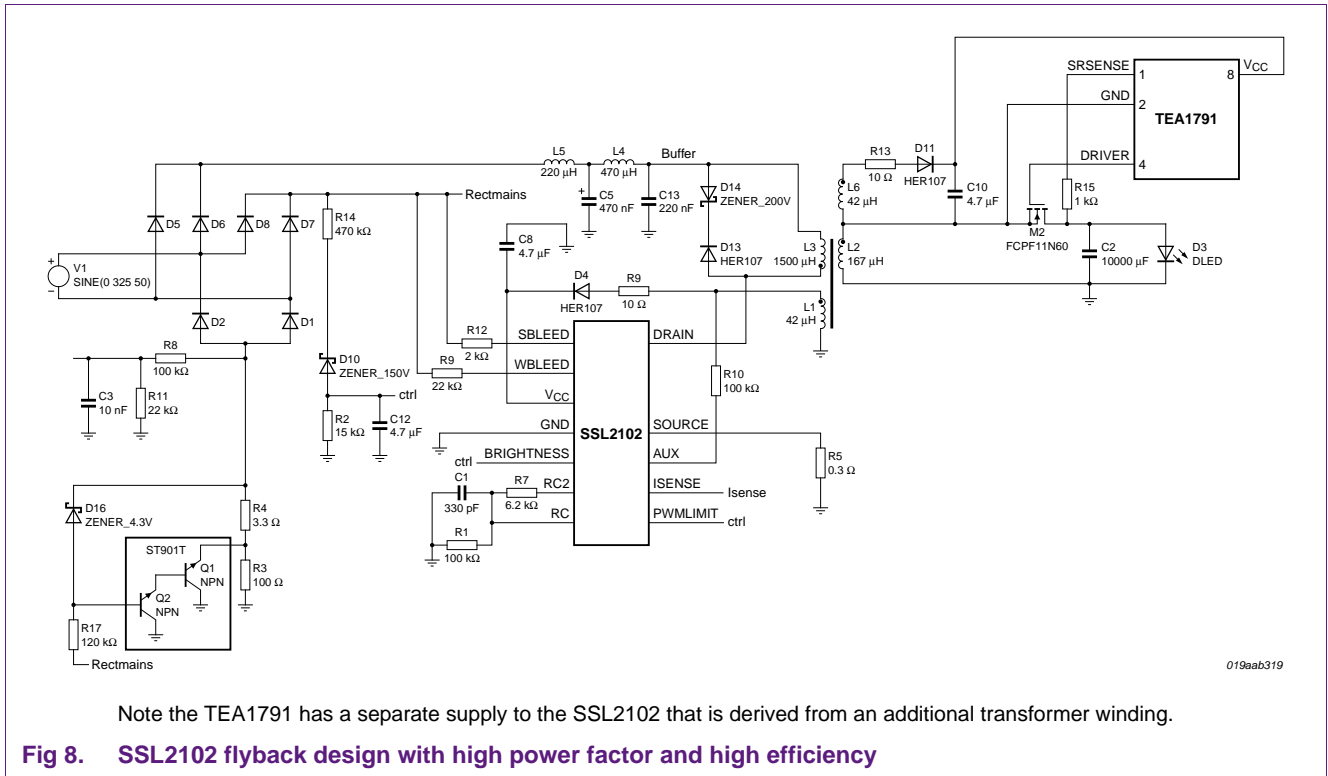 SRSENSE
1
8
VCC
GND
2
TEA1791
DRIVER
4
R15
1 kΩ
M2
FCPF11N60
C2
10000 μF
D3
DLED
R13
10 Ω
D11
HER107
L6
42 μH
C10
4.7 μF
L5
220 μH
L4
470 μH
Buffer
+
C5
470 nF
C13
220 nF
D14
ZENER_200V
D13
HER107
L3
1500 μH
L2
167 μH
L1
42 μH
Rectmains
D5
D6
D8
D7
R14
470 kΩ
+
V1
SINE(0 325 50)
−
D2
D1
C8
4.7 μF
D4
HER107
R9
10 Ω
R12
2 kΩ
R9
22 kΩ
D10
ZENER_150V
ctrl
R2
15 kΩ
C12
4.7 μF
R8
100 kΩ
C3
10 nF
R11
22 kΩ
SBLEED
WBLEED
VCC
GND
BRIGHTNESS
RC2
RC
SSL2102
DRAIN
SOURCE
AUX
ISENSE
PWMLIMIT
R10
100 kΩ
R5
0.3 Ω
Isense
ctrl
ctrl
C1
330 pF
R7
6.2 kΩ
R1
100 kΩ
D16
ZENER_4.3V
R4
3.3 Ω
ST901T
Q1
NPN
Q2
NPN
R3
100 Ω
R17
120 kΩ
Rectmains
019aab319
Note the TEA1791 has a separate supply to the SSL2102 that is derived from an additional transformer winding.
Fig 8. SSL2102 flyback design with high power factor and high efficiency